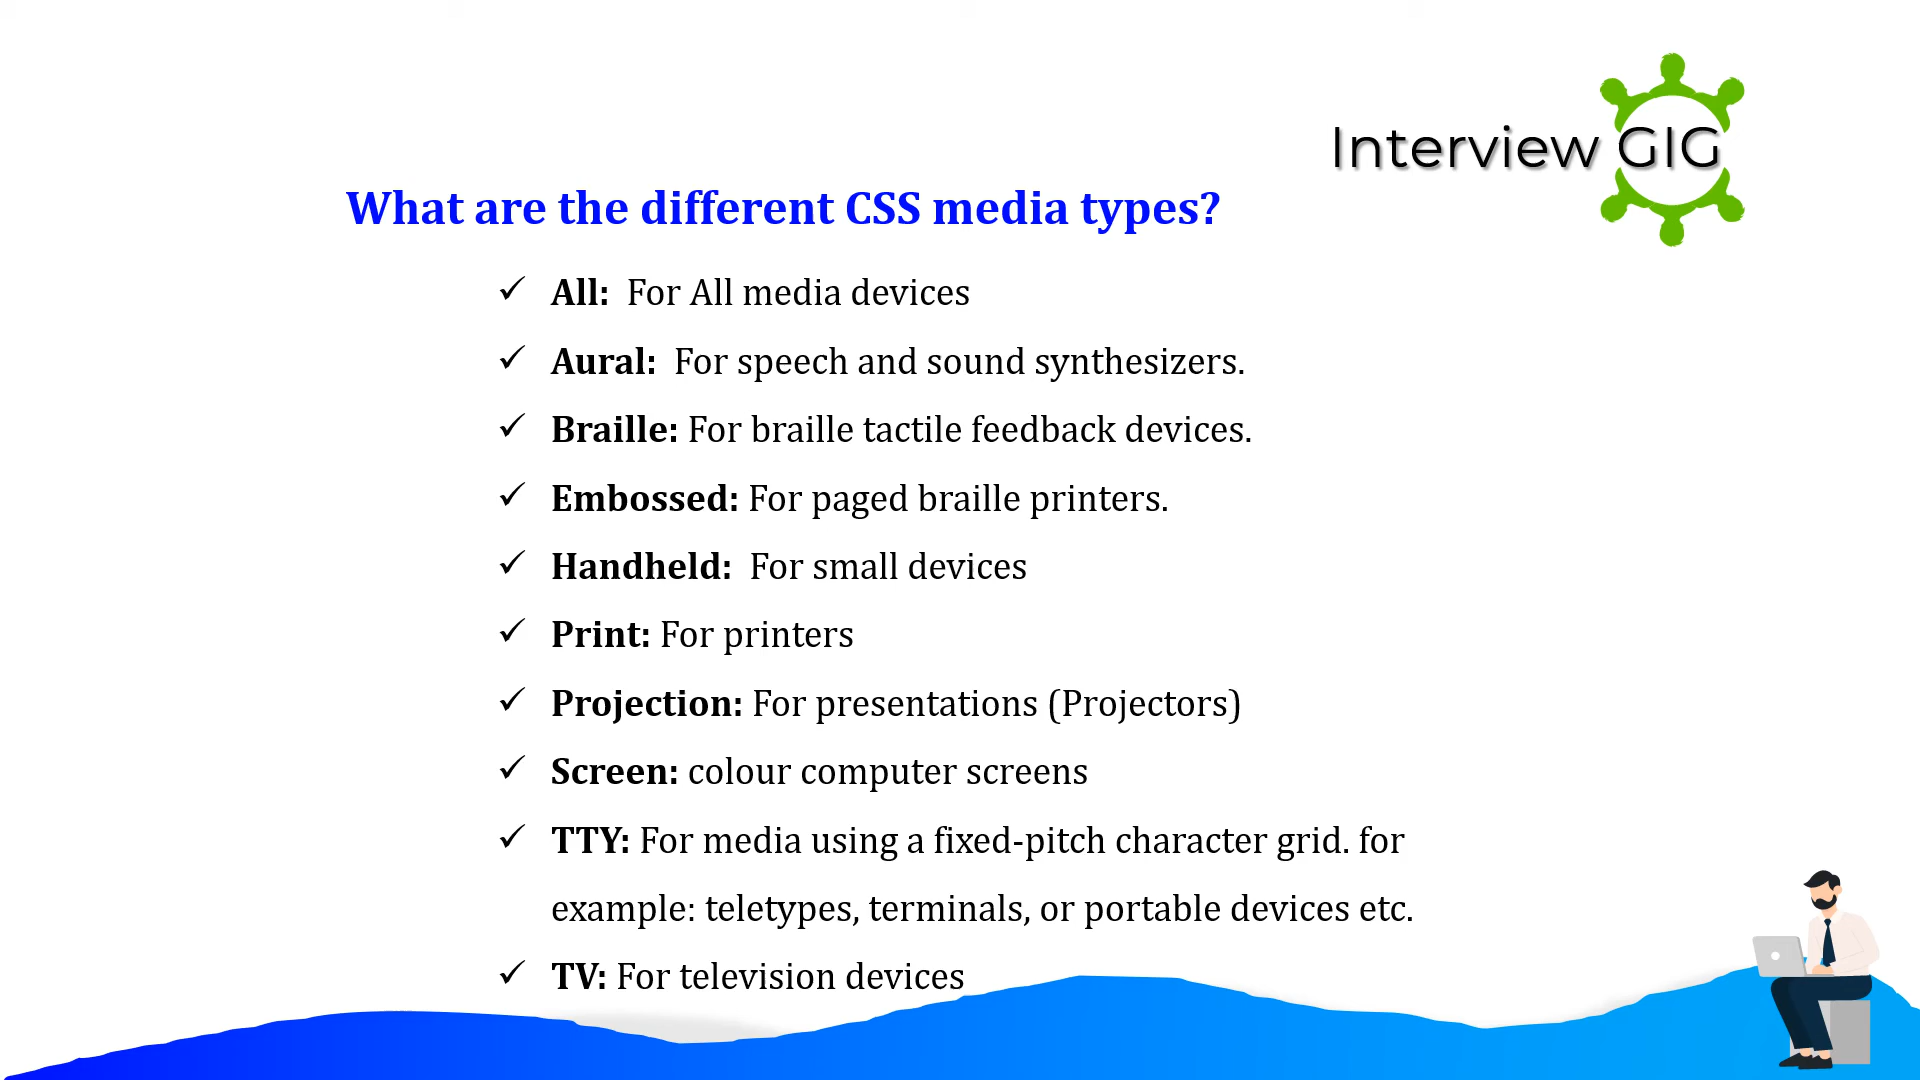 Interview GIG
What are the different CSS media types?
✓ All: For All media devices
✓ Aural: For speech and sound synthesizers.
✓ Braille: For braille tactile feedback devices.
✓ Embossed: For paged braille printers.
✓ Handheld: For small devices
✓ Print: For printers
✓ Projection: For presentations (Projectors)
✓ Screen: colour computer screens
✓ TTY: For media using a fixed-pitch character grid. for
example: teletypes, terminals, or portable devices etc.
✓ TV: For television devices